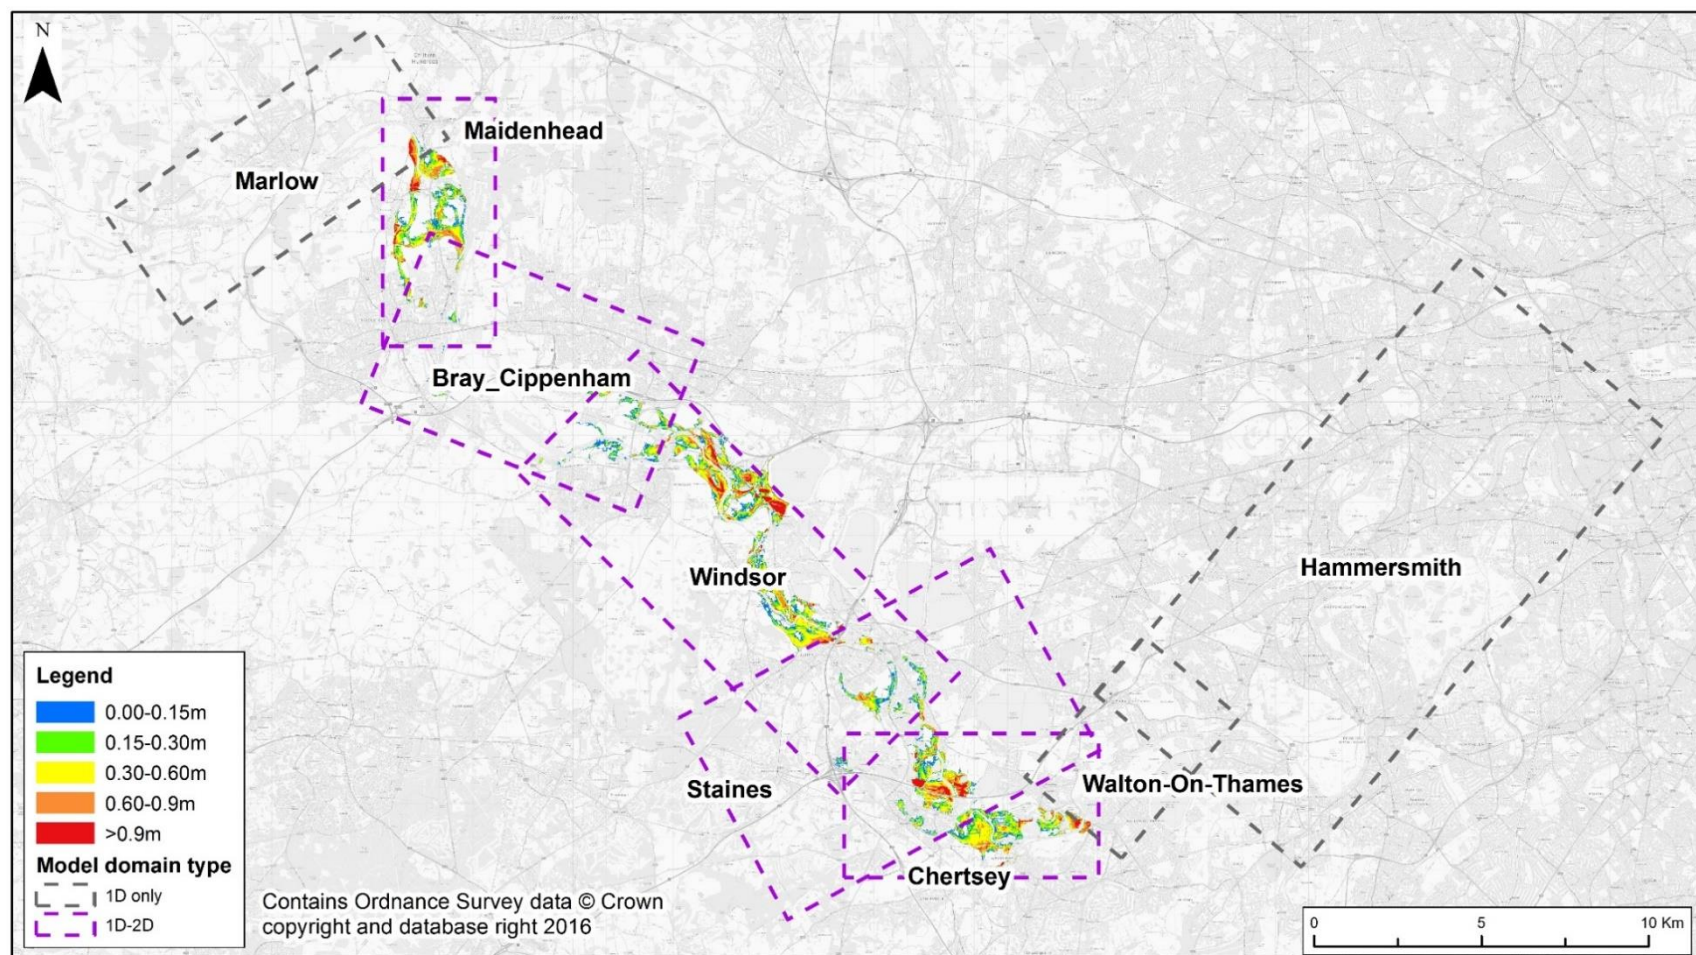 N
Maidenhead
Marlow
Bray_Cippenham
Windsor
Hammersmith
Staines
Walton-On-Thames
Chertsey
Legend
0.00-0.15m
0.15-0.30m
0.30-0.60m
0.60-0.9m
>0.9m
Model domain type
1D only
1D-2D
Contains Ordnance Survey data © Crown
copyright and database right 2016
0 5 10 Km